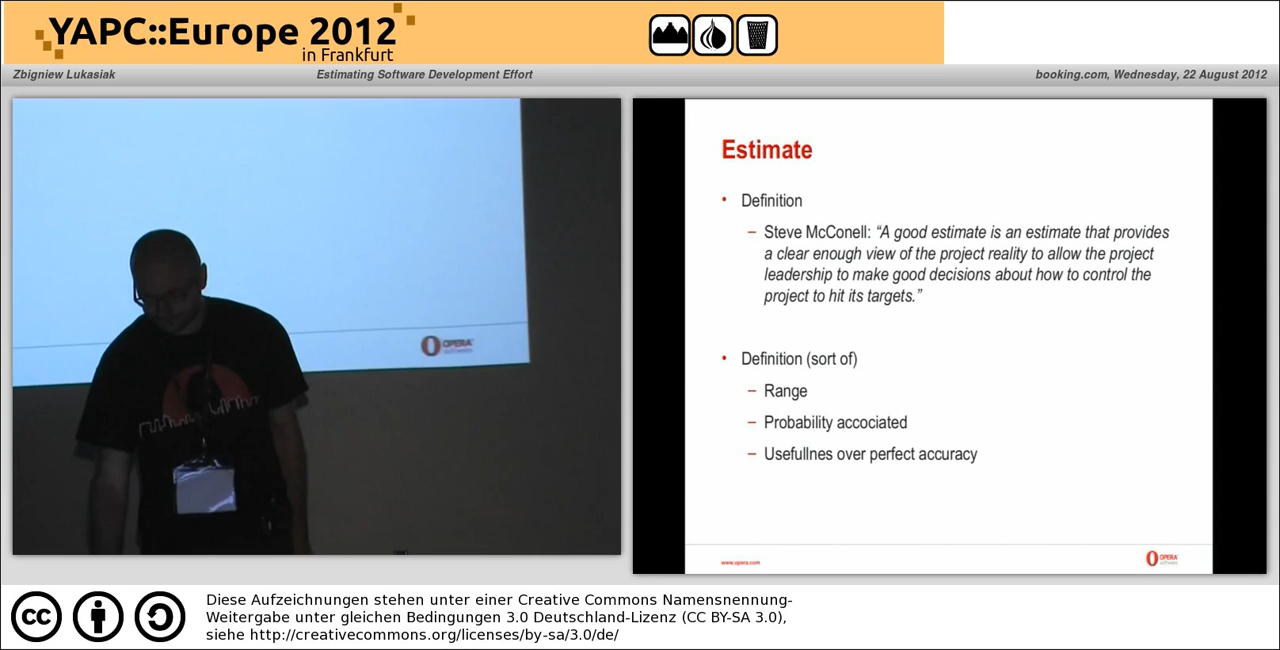 YAPC::Europe 2012
in Frankfurt
Zbigniew Lukasiak
Estimating Software Development Effort
booking.com, Wednesday, 22 August 2012
OPERA
software
Estimate
• Definition
– Steve McConell: “A good estimate is an estimate that provides
a clear enough view of the project reality to allow the project
leadership to make good decisions about how to control the
project to hit its targets.”
• Definition (sort of)
– Range
– Probability accociated
– Usefullnes over perfect accuracy
www.opera.com
OPERA
software
cc
Diese Aufzeichnungen stehen unter einer Creative Commons Namensnennung-
Weitergabe unter gleichen Bedingungen 3.0 Deutschland-Lizenz (CC BY-SA 3.0),
siehe http://creativecommons.org/licenses/by-sa/3.0/de/